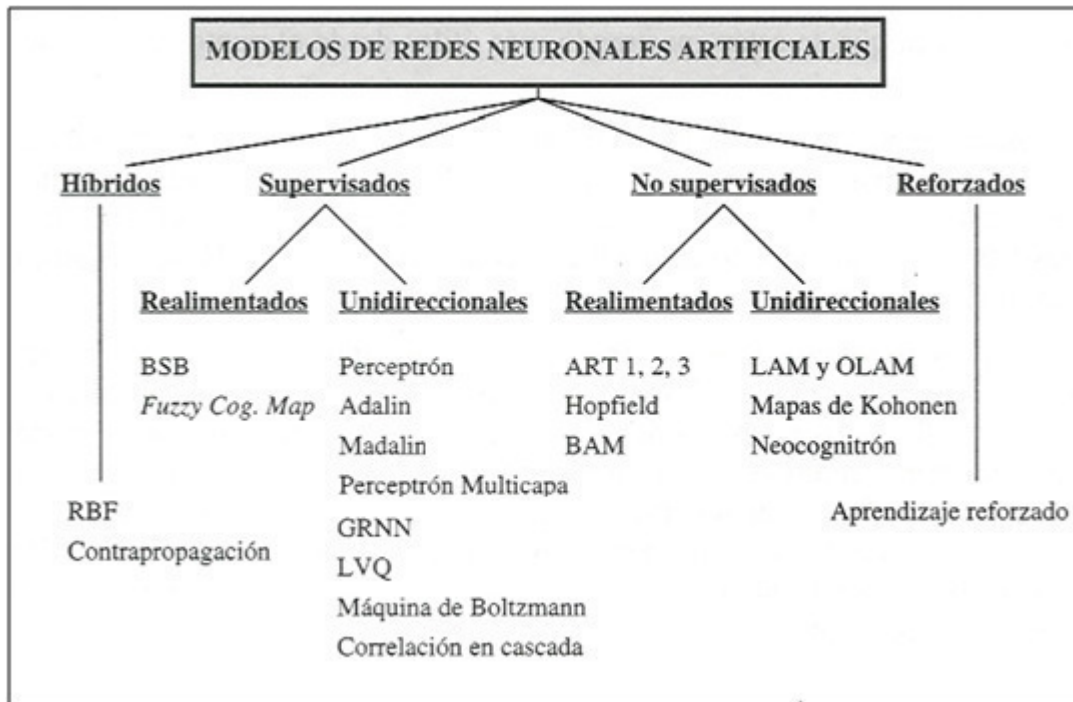 MODELOS DE REDES NEURONALES ARTIFICIALES
Híbridos
Supervisados
No supervisados
Reforzados
Realimentados
Unidireccionales
Realimentados
Unidireccionales
BSB
Fuzzy Cog. Map
Perceptrón
Adalin
Madalin
Perceptrón Multicapa
GRNN
LVQ
Máquina de Boltzmann
Correlación en cascada
ART 1, 2, 3
Hopfield
BAM
LAM y OLAM
Mapas de Kohonen
Neocognitrón
RBF
Contrapropagación
Aprendizaje reforzado